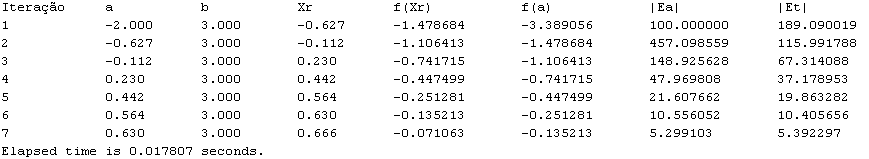 Iteração a b Xr f(Xr) f(a) |Ea| |Et|
1 -2.000 3.000 -0.627 -1.478684 -3.389056 100.000000 189.090019
2 -0.627 3.000 -0.112 -1.106413 -1.478684 457.098559 115.991788
3 -0.112 3.000 0.230 -0.741715 -1.106413 148.925628 67.314088
4 0.230 3.000 0.442 -0.447499 -0.741715 47.969808 37.178953
5 0.442 3.000 0.564 -0.251281 -0.447499 21.607662 19.863282
6 0.564 3.000 0.630 -0.135213 -0.251281 10.556052 10.405656
7 0.630 3.000 0.666 -0.071063 -0.135213 5.299103 5.392297
Elapsed time is 0.017807 seconds.